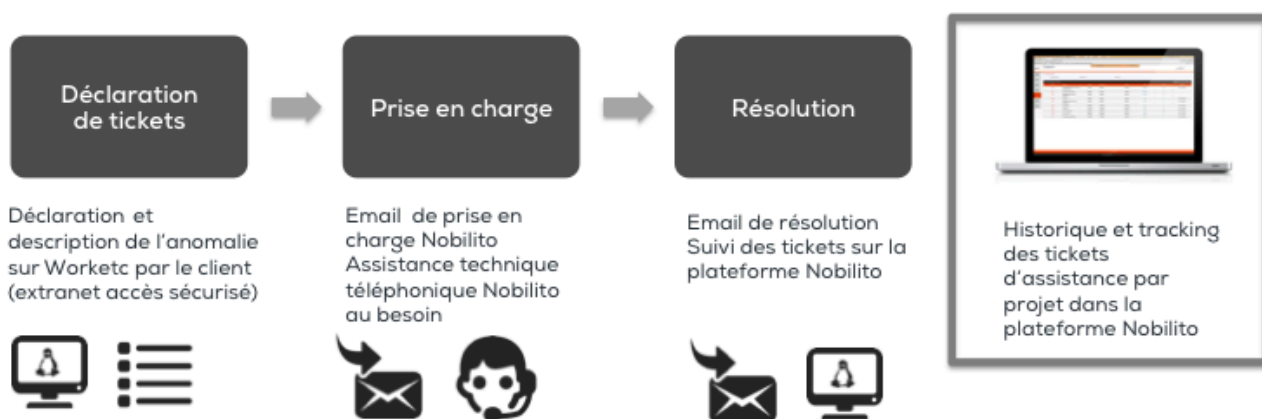 Déclaration
de tickets
Prise en charge
Résolution
Déclaration et
description de l'anomalie
sur Worketc par le client
(extranet accès sécurisé)
Email de prise en
charge Nobilito
Assistance technique
téléphonique Nobilito
au besoin
Email de résolution
Suivi des tickets sur la
plateforme Nobilito
Historique et tracking
des tickets
d'assistance par
projet dans la
plateforme Nobilito